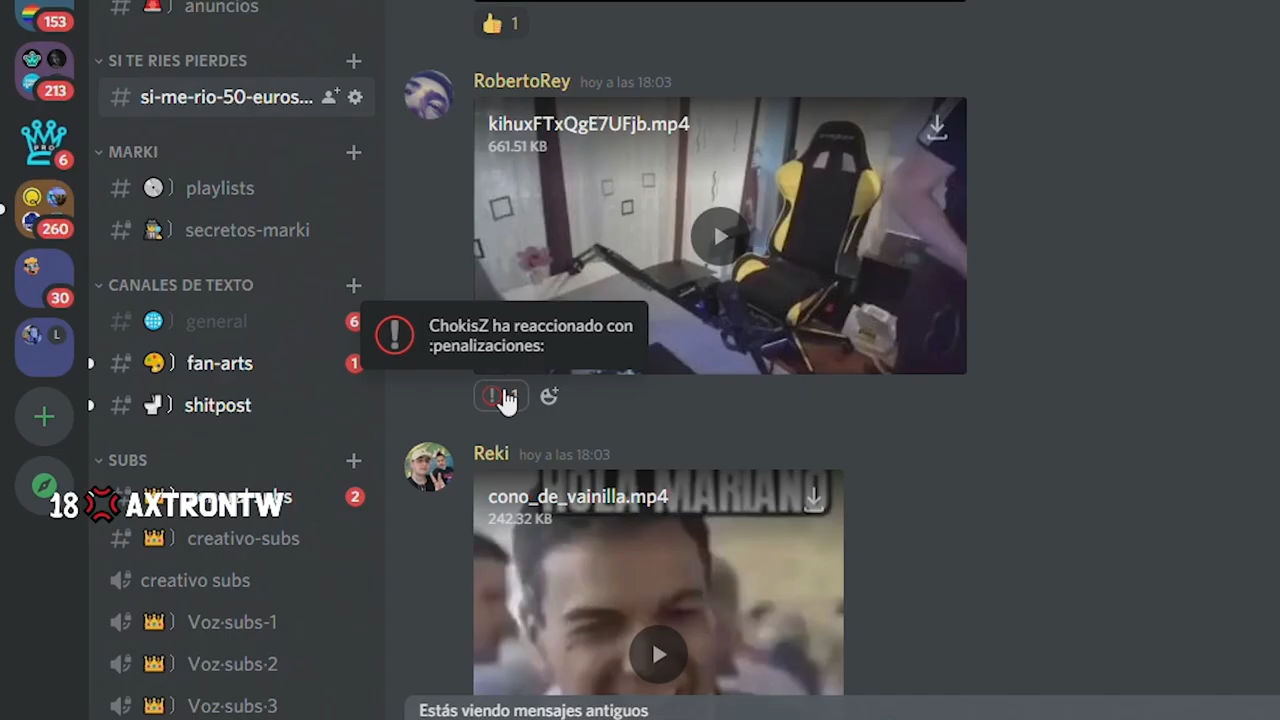 153
anuncios
213
SI TE RIES PIERDES
si-me-rio-50-euros...
PRO
6
MARKI
playlists
260
secretos-marki
30
CANALES DE TEXTO
general
6
L
fan-arts
1
shitpost
SUBS
2
18 AXTRONTW
creativo-subs
creativo subs
Voz-subs-1
Voz-subs-2
Voz-subs-3
1
RobertoRey hoy a las 18:03
kihuxFTxQgE7UFjb.mp4
661.51 KB
ChokisZ ha reaccionado con
:penalizaciones:
Reki hoy a las 18:03
HOLA MARIANO
cono_de_vainilla.mp4
242.32 KB
Estás viendo mensajes antiguos